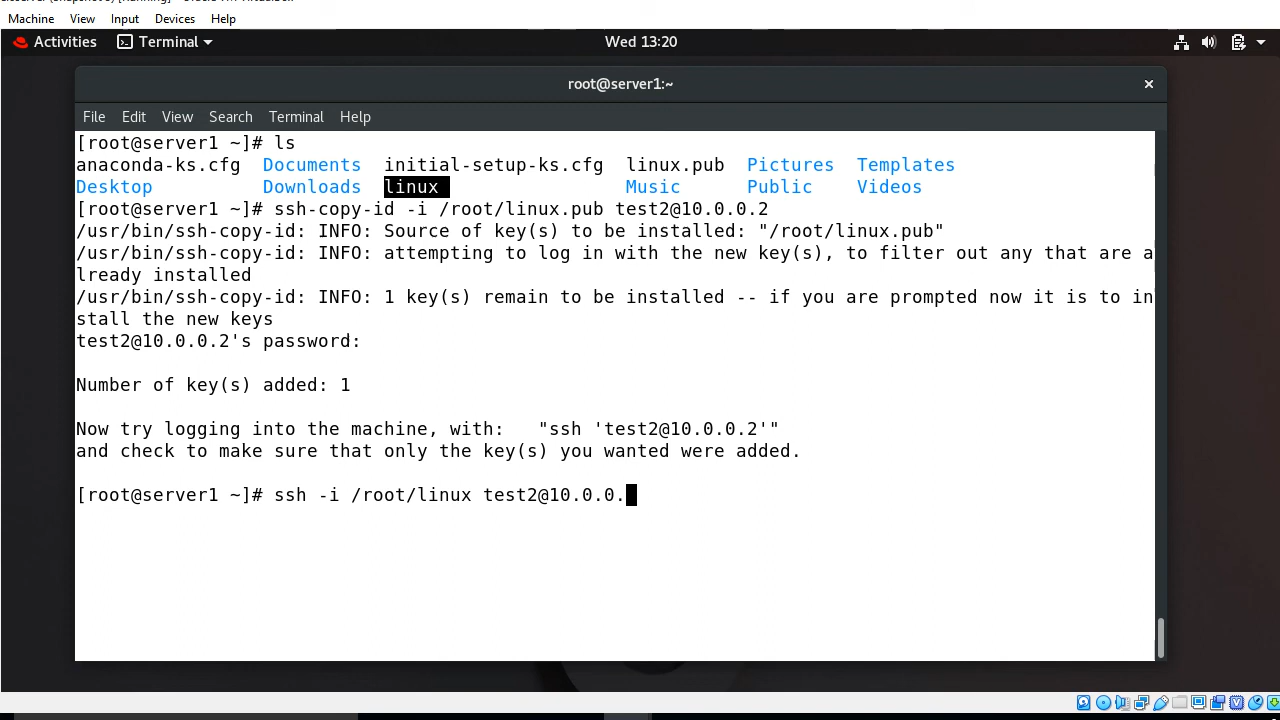 Machine View Input Devices Help
Activities Terminal Wed 13:20
root@server1:~
File Edit View Search Terminal Help
[root@server1 ~]# ls
anaconda-ks.cfg Documents initial-setup-ks.cfg linux.pub Pictures Templates
Desktop Downloads linux Music Public Videos
[root@server1 ~]# ssh-copy-id -i /root/linux.pub test2@10.0.0.2
/usr/bin/ssh-copy-id: INFO: Source of key(s) to be installed: "/root/linux.pub"
/usr/bin/ssh-copy-id: INFO: attempting to log in with the new key(s), to filter out any that are a
lready installed
/usr/bin/ssh-copy-id: INFO: 1 key(s) remain to be installed -- if you are prompted now it is to in
stall the new keys
test2@10.0.0.2's password:
Number of key(s) added: 1
Now try logging into the machine, with: "ssh 'test2@10.0.0.2'"
and check to make sure that only the key(s) you wanted were added.
[root@server1 ~]# ssh -i /root/linux test2@10.0.0.